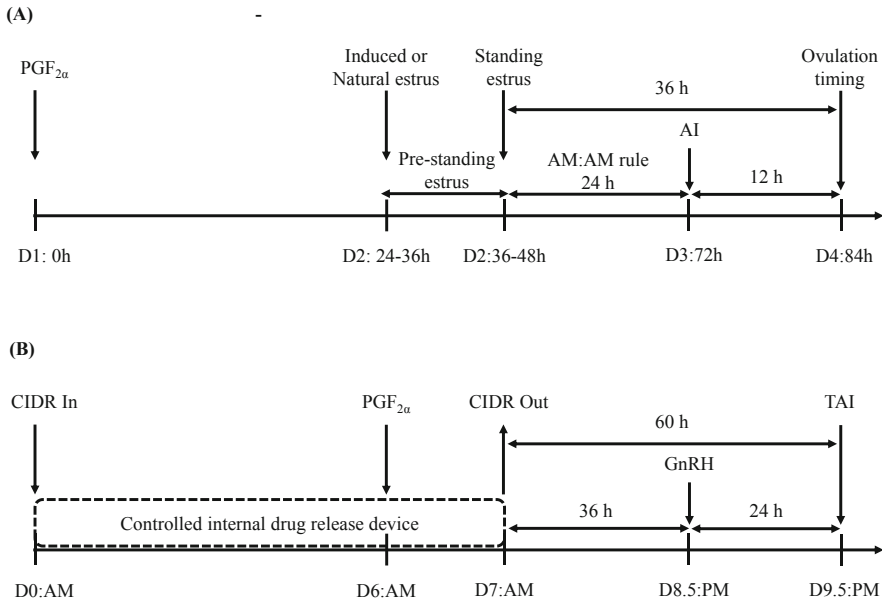 (A)
-
PGF2α
Induced or
Natural estrus
Standing
estrus
Ovulation
timing
36 h
AI
Pre-standing
estrus
AM:AM rule
24 h
12 h
D1: 0h
D2: 24-36h
D2:36-48h
D3:72h
D4:84h
(B)
CIDR In
PGF2α
CIDR Out
TAI
60 h
GnRH
Controlled internal drug release device
36 h
24 h
D0:AM
D6:AM
D7:AM
D8.5:PM
D9.5:PM